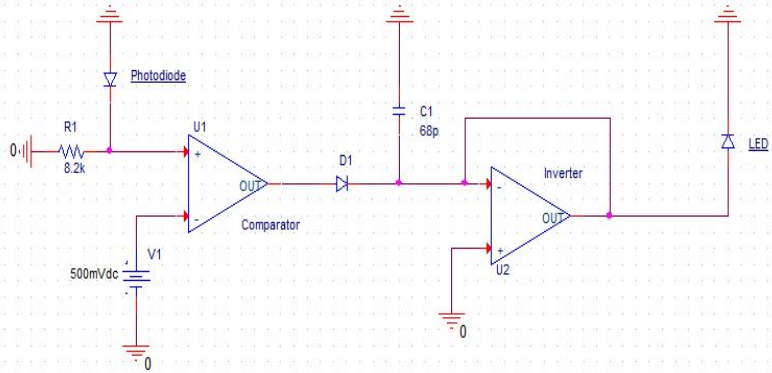 Photodiode
R1
0
8.2k
U1
+
OUT
-
Comparator
V1
500mVdc
+
-
0
D1
C1
68p
Inverter
-
OUT
+
U2
0
LED